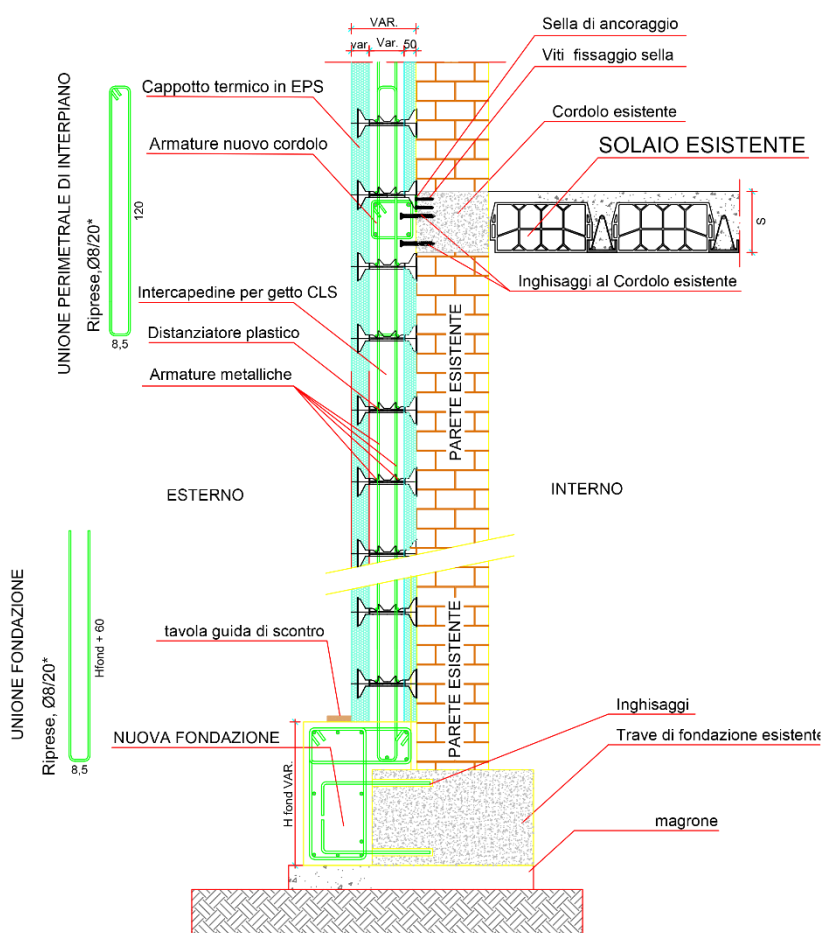 VAR.
var.
Var.
50
Sella di ancoraggio
Viti fissaggio sella
Cappotto termico in EPS
Cordolo esistente
Armature nuovo cordolo
SOLAIO ESISTENTE
UNIONE PERIMETRALE DI INTERPIANO
Riprese,Ø8/20*
120
8,5
S
Intercapedine per getto CLS
Inghisaggi al Cordolo esistente
Distanziatore plastico
Armature metalliche
PARETE ESISTENTE
ESTERNO
INTERNO
UNIONE FONDAZIONE
Riprese, Ø8/20*
Hfond + 60
8,5
tavola guida di scontro
PARETE ESISTENTE
NUOVA FONDAZIONE
H fond VAR.
Inghisaggi
Trave di fondazione esistente
magrone